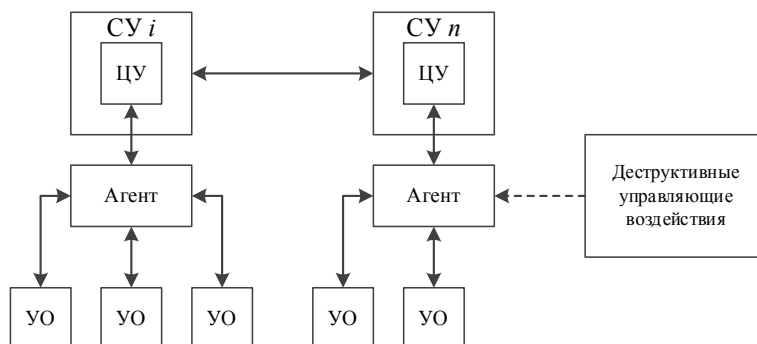 СУ i
СУ n
ЦУ
ЦУ
Агент
Агент
Деструктивные
управляющие
воздействия
УО
УО
УО
УО
УО